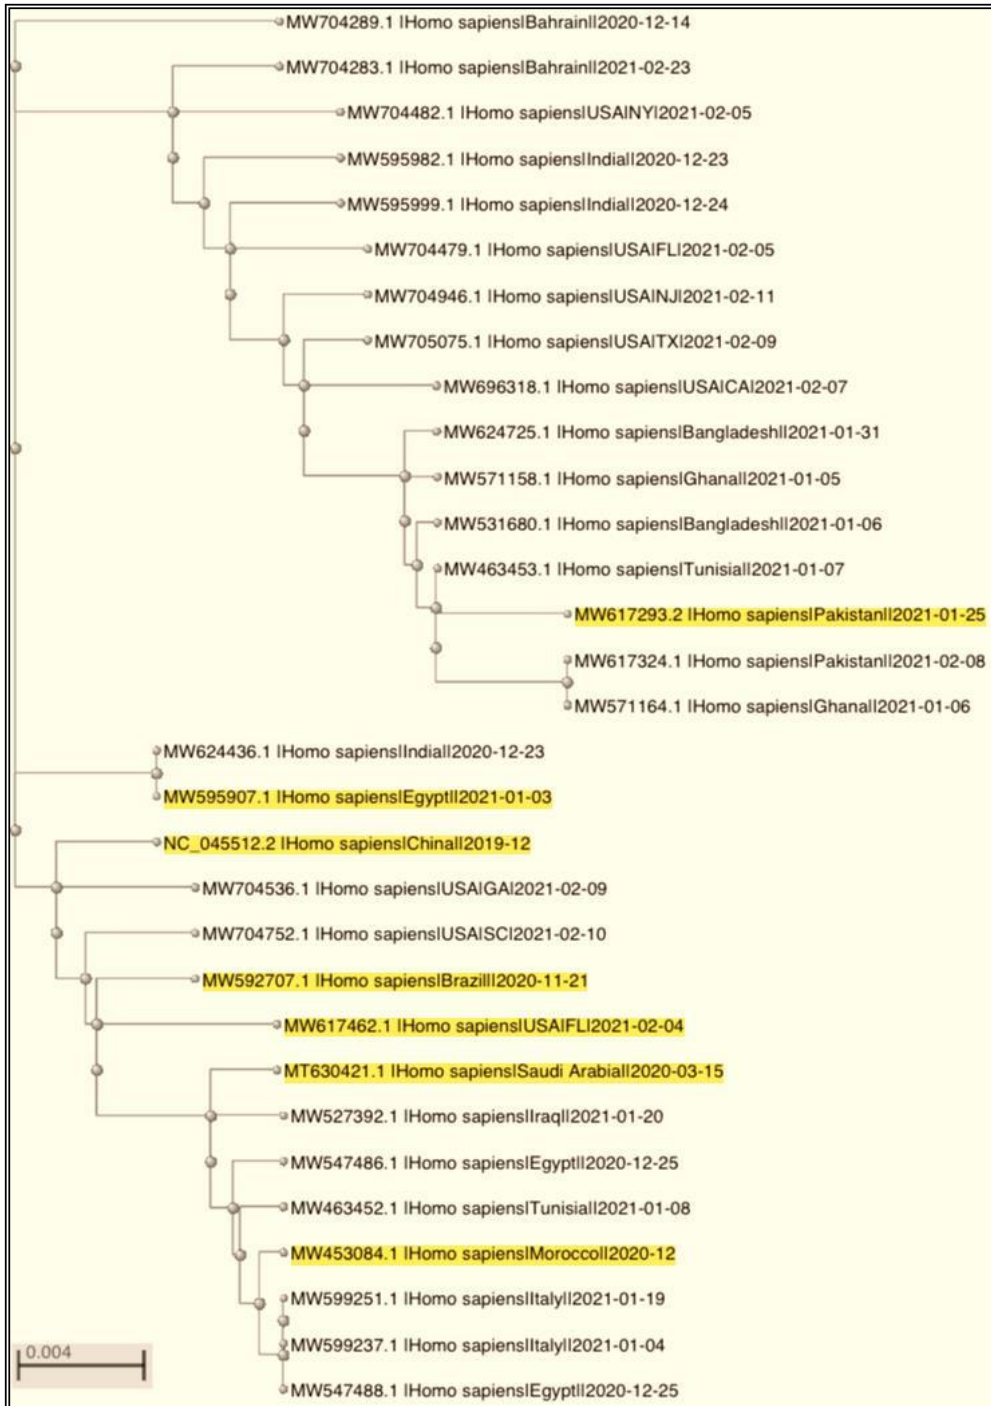 MW704289.1 |Homo sapiens|Bahrain||2020-12-14
MW704283.1 |Homo sapiens|Bahrain||2021-02-23
MW704482.1 |Homo sapiens|USA|NY|2021-02-05
MW595982.1 |Homo sapiens|India||2020-12-23
MW595999.1 |Homo sapiens|India||2020-12-24
MW704479.1 |Homo sapiens|USA|FL|2021-02-05
MW704946.1 |Homo sapiens|USA|NJ|2021-02-11
MW705075.1 |Homo sapiens|USA|TX|2021-02-09
MW696318.1 |Homo sapiens|USA|CA|2021-02-07
MW624725.1 |Homo sapiens|Bangladesh||2021-01-31
MW571158.1 |Homo sapiens|Ghana||2021-01-05
MW531680.1 |Homo sapiens|Bangladesh||2021-01-06
MW463453.1 |Homo sapiens|Tunisia||2021-01-07
MW617293.2 |Homo sapiens|Pakistan||2021-01-25
MW617324.1 |Homo sapiens|Pakistan||2021-02-08
MW571164.1 |Homo sapiens|Ghana||2021-01-06
MW624436.1 |Homo sapiens|India||2020-12-23
MW595907.1 |Homo sapiens|Egypt||2021-01-03
NC_045512.2 |Homo sapiens|China||2019-12
MW704536.1 |Homo sapiens|USA|GA|2021-02-09
MW704752.1 |Homo sapiens|USA|SC|2021-02-10
MW592707.1 |Homo sapiens|Brazil||2020-11-21
MW617462.1 |Homo sapiens|USA|FL|2021-02-04
MT630421.1 |Homo sapiens|Saudi Arabia||2020-03-15
MW527392.1 |Homo sapiens|Iraq||2021-01-20
MW547486.1 |Homo sapiens|Egypt||2020-12-25
MW463452.1 |Homo sapiens|Tunisia||2021-01-08
MW453084.1 |Homo sapiens|Morocco||2020-12
MW599251.1 |Homo sapiens|Italy||2021-01-19
MW599237.1 |Homo sapiens|Italy||2021-01-04
0.004
MW547488.1 |Homo sapiens|Egypt||2020-12-25